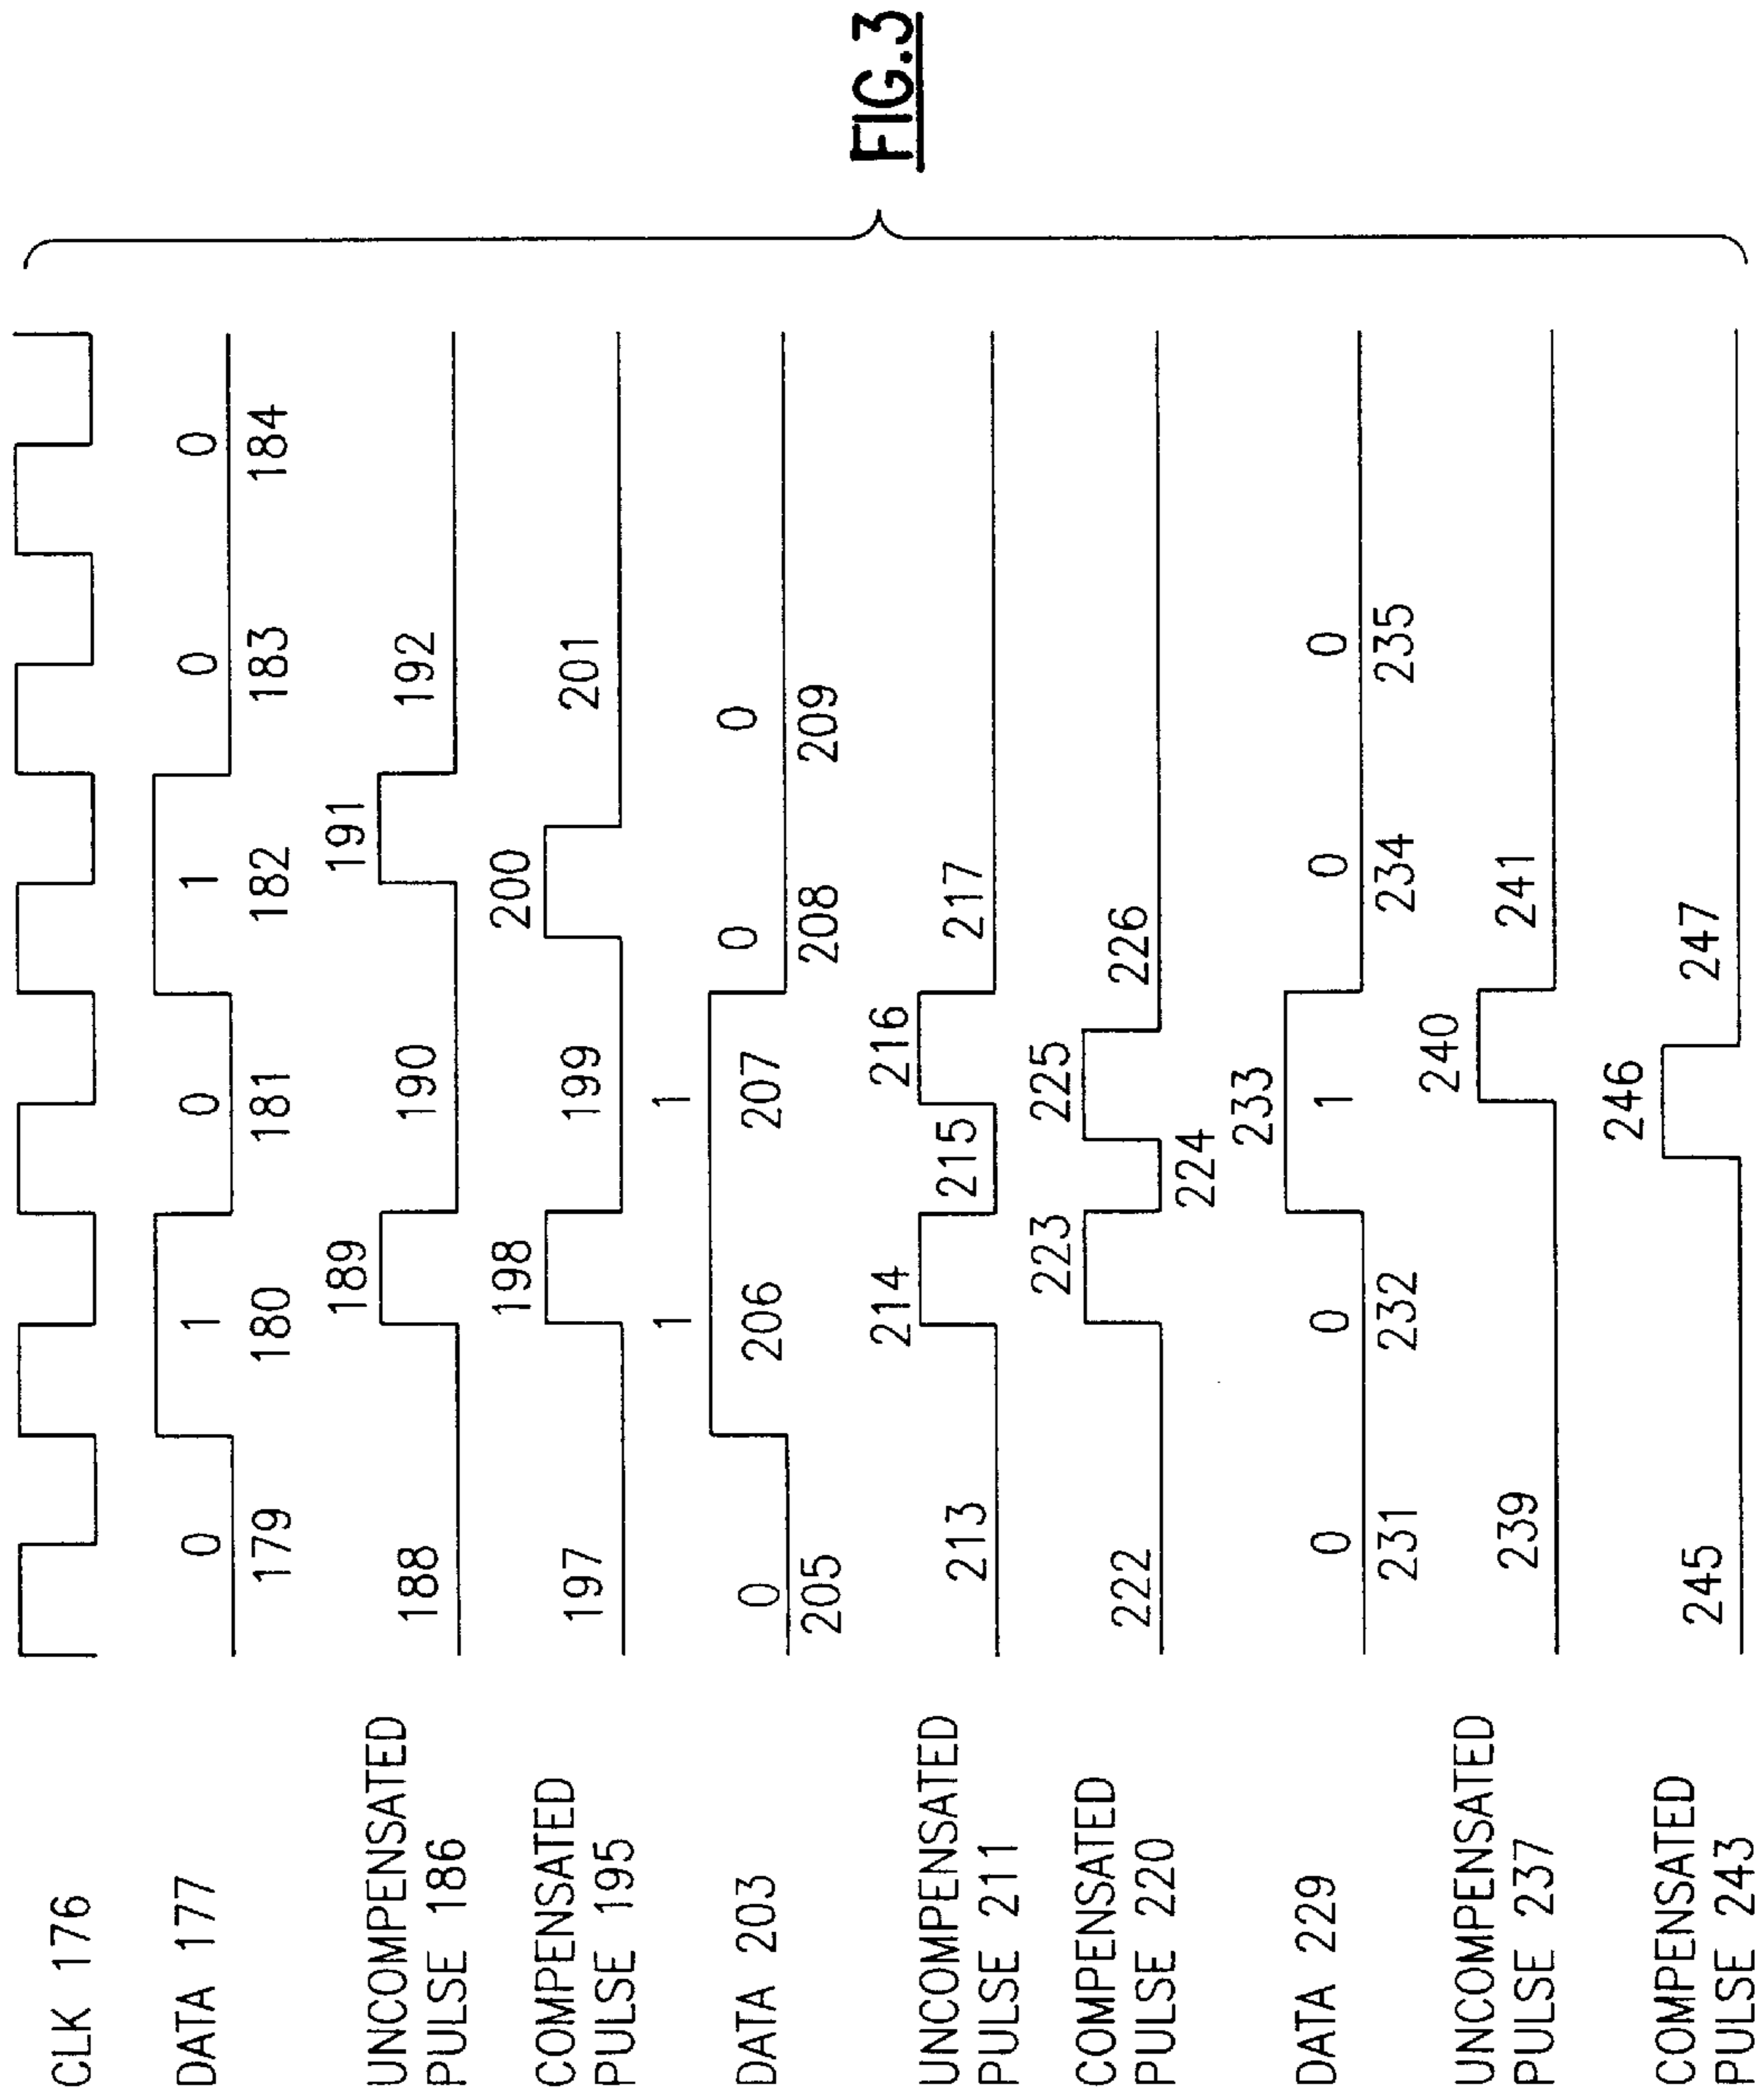 CLK 176
DATA 177
0 1 0 1 0 0
179 180 181 182 183 184
UNCOMPENSATED
PULSE 186
188 189 190 191 192
COMPENSATED
PULSE 195
197 198 199 200 201
DATA 203
0 1 1 0 0
205 206 207 208 209
UNCOMPENSATED
PULSE 211
213 214 215 216 217
COMPENSATED
PULSE 220
222 223 224 225 226
DATA 229
0 0 1 0 0
231 232 233 234 235
UNCOMPENSATED
PULSE 237
239 240 241
COMPENSATED
PULSE 243
245 246 247
FIG.3